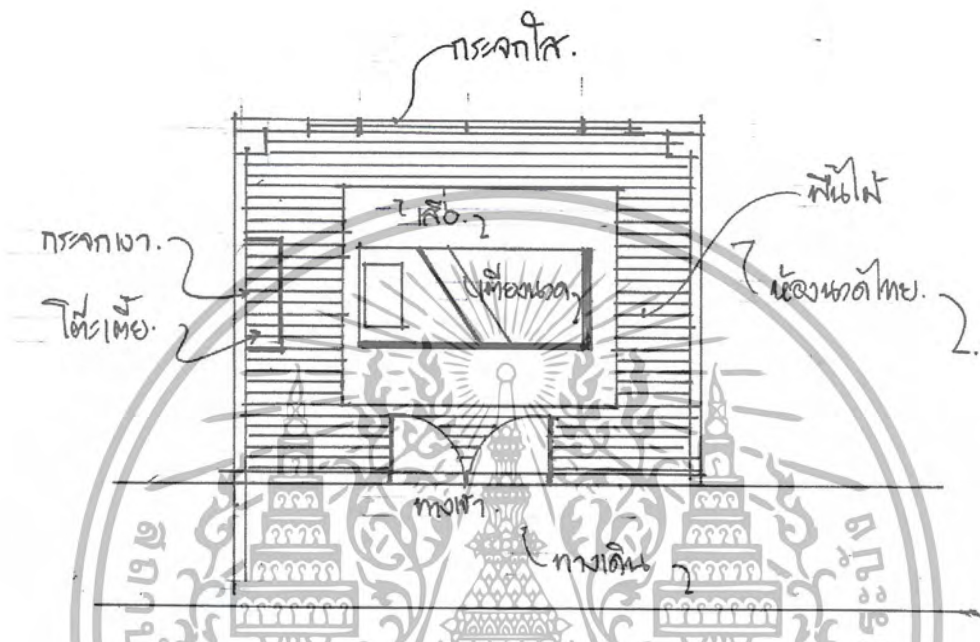 กระจกใส.
เสื่อ.
พื้นไม้
กระจกเงา.
เตียงนวด
ห้องนวดไทย.
โต๊ะเตี้ย.
ทางเข้า.
ทางเดิน